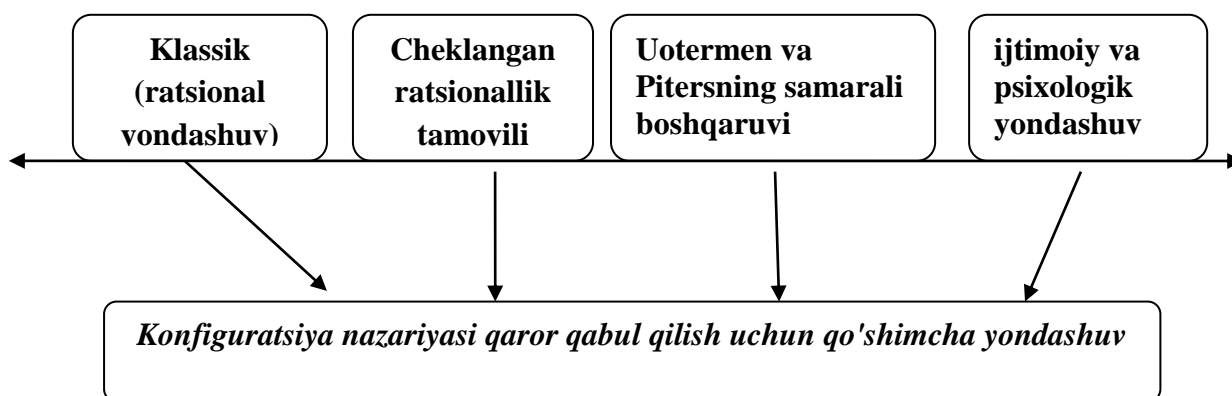 Klassik
(ratsional
yondashuv)
Cheklangan
ratsionallik
tamovili
Uotermen va
Pitersning samarali
boshqaruvi
ijtimoiy va
psixologik
yondashuv
Konfiguratsiya nazariyasi qaror qabul qilish uchun qo'shimcha yondashuv